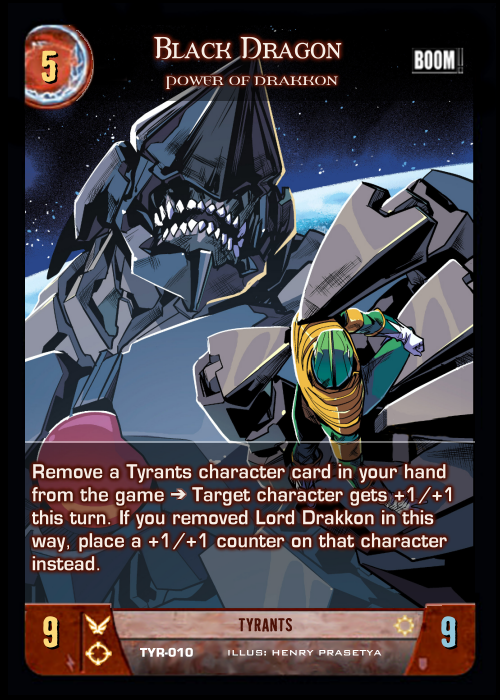 5
BLACK DRAGON
POWER OF DRAKKON
BOOM!
Remove a Tyrants character card in your hand
from the game ➔ Target character gets +1/+1
this turn. If you removed Lord Drakkon in this
way, place a +1/+1 counter on that character
instead.
9
TYRANTS
9
TYR-010 ILLUS: HENRY PRASETYA